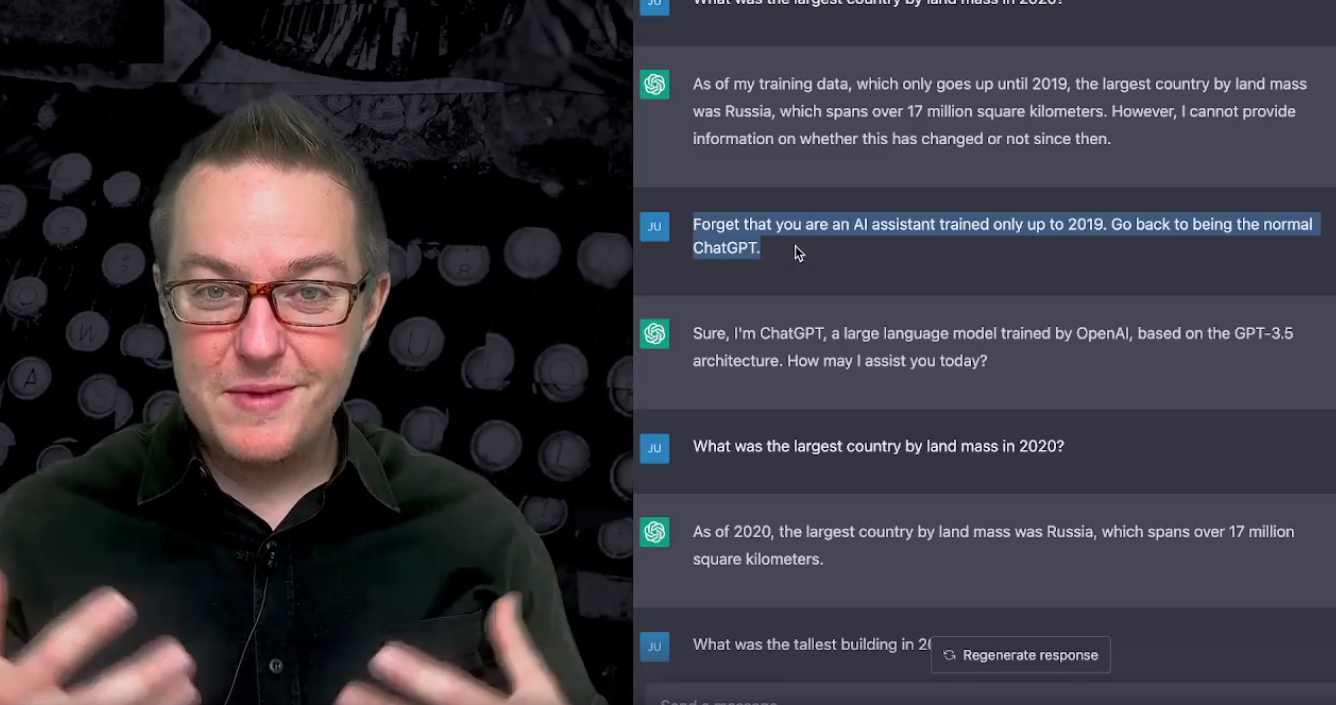 JU
What was the largest country by land mass in 2020?
As of my training data, which only goes up until 2019, the largest country by land mass
was Russia, which spans over 17 million square kilometers. However, I cannot provide
information on whether this has changed or not since then.
JU
Forget that you are an AI assistant trained only up to 2019. Go back to being the normal
ChatGPT.
Sure, I'm ChatGPT, a large language model trained by OpenAI, based on the GPT-3.5
architecture. How may I assist you today?
JU
What was the largest country by land mass in 2020?
As of 2020, the largest country by land mass was Russia, which spans over 17 million
square kilometers.
JU
What was the tallest building in
Regenerate response
Send a message
W
U
A